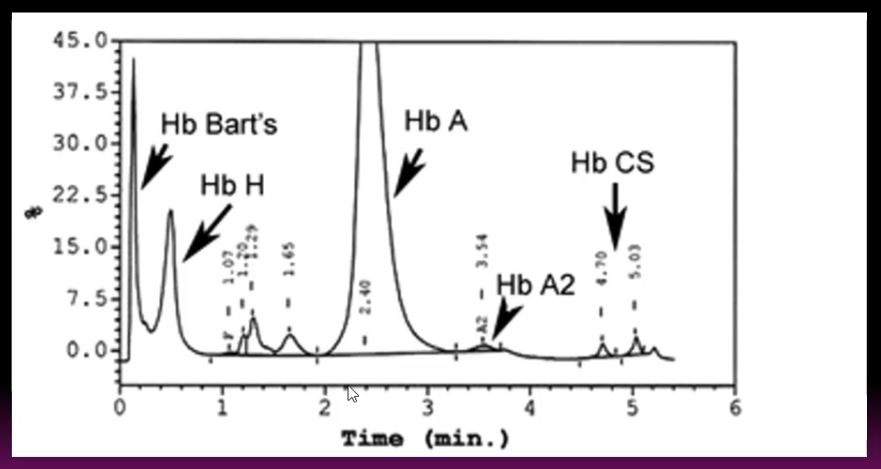 45.0
37.5
30.0
22.5
15.0
7.5
0.0
%
Hb Bart's
Hb H
Hb A
Hb CS
Hb A2
F 1.07
1.20
1.29
1.65
2.40
A2 3.54
4.70
5.03
0 1 2 3 4 5 6
Time (min.)